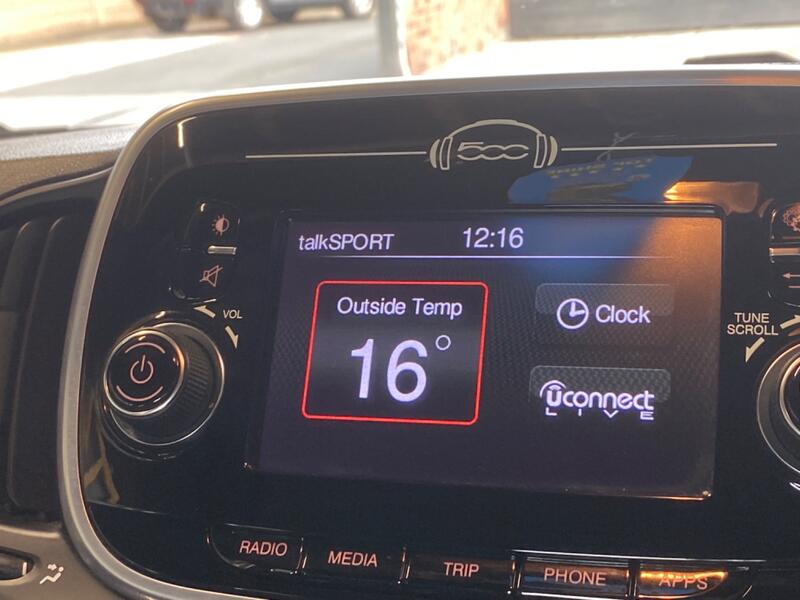 500
talkSPORT 12:16
Outside Temp
16°
Clock
Uconnect
LIVE
VOL
TUNE
SCROLL
RADIO MEDIA TRIP PHONE APPS